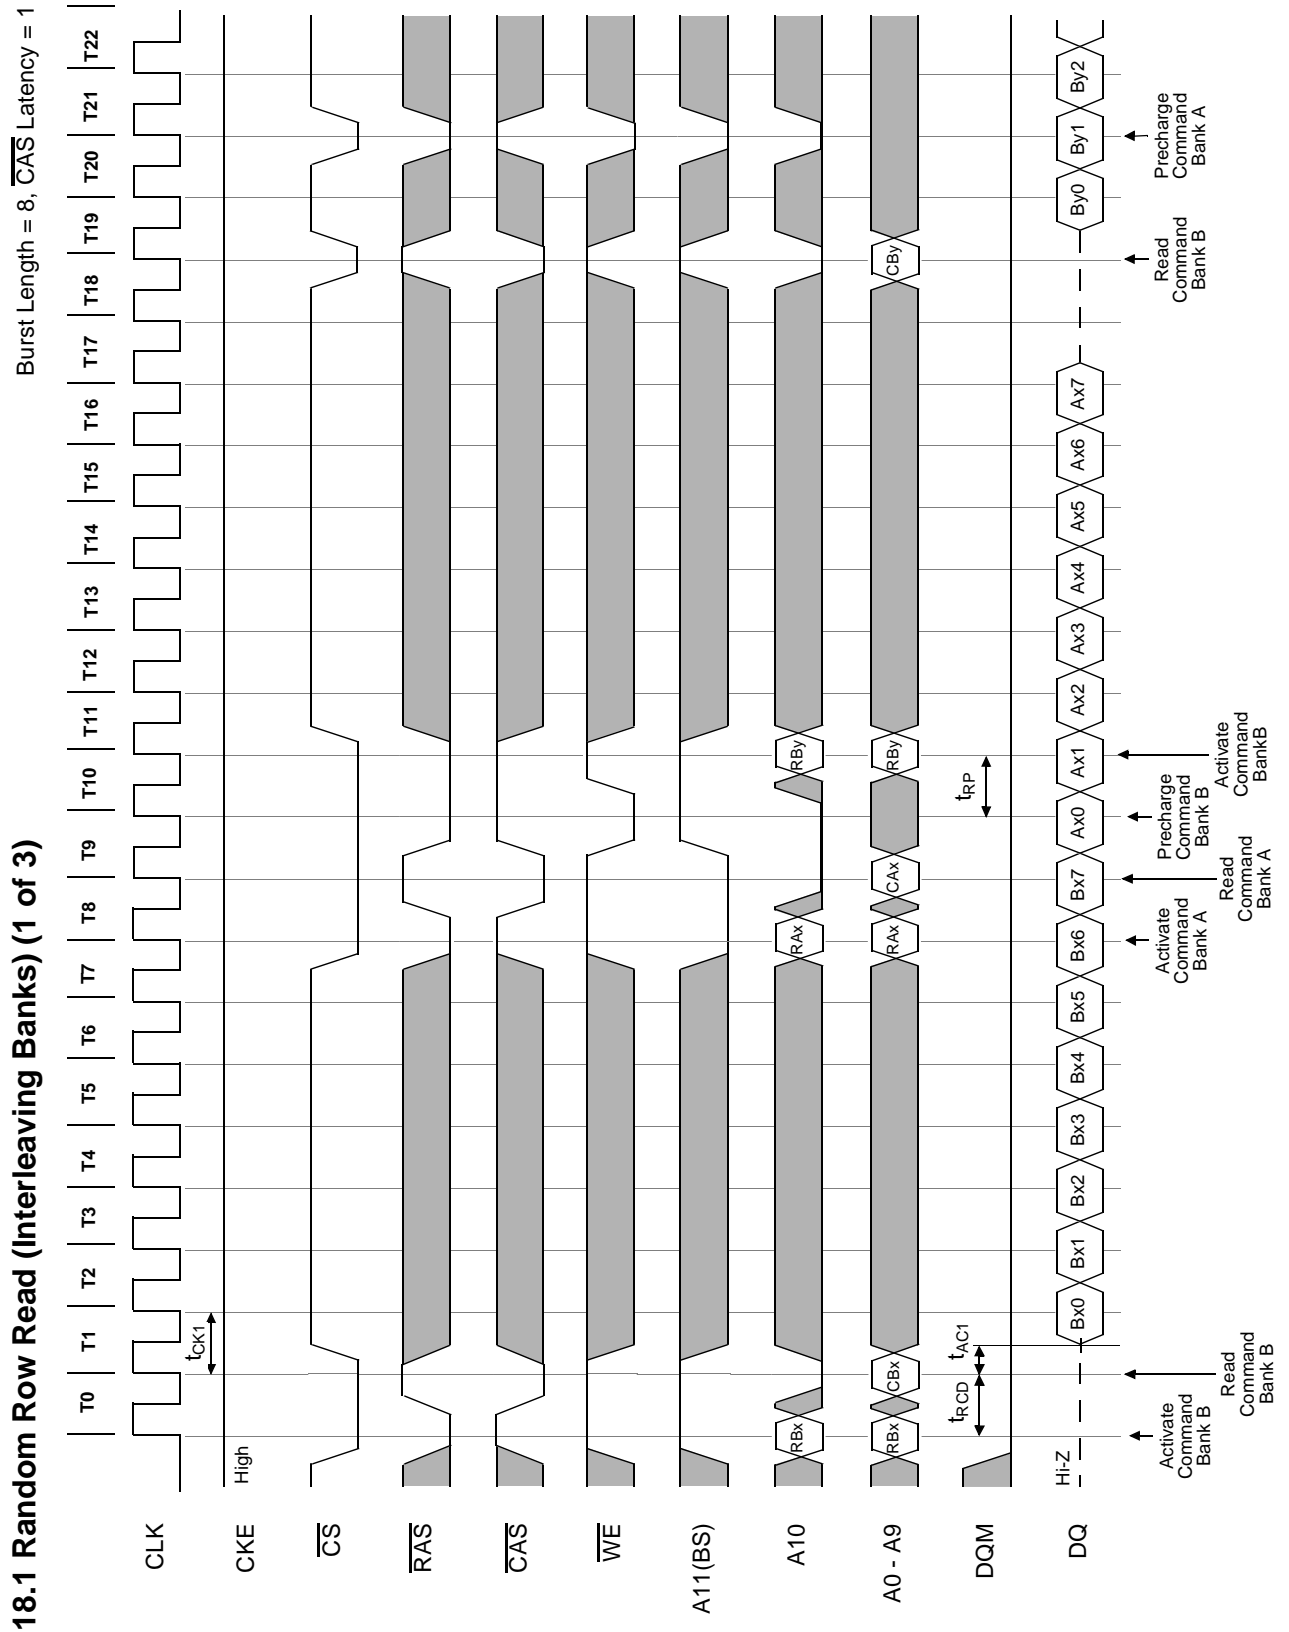 18.1 Random Row Read (Interleaving Banks) (1 of 3)
Burst Length = 8, CAS Latency = 1
T0 T1 T2 T3 T4 T5 T6 T7 T8 T9 T10 T11 T12 T13 T14 T15 T16 T17 T18 T19 T20 T21 T22
CLK
tCK1
CKE
High
CS
RAS
CAS
WE
A11(BS)
A10
RBx RAx RBy
A0 - A9
RBx CBx RAx CAx RBy CBy
DQM
tRCD tAC1 tRP
DQ
Hi-Z
Bx0 Bx1 Bx2 Bx3 Bx4 Bx5 Bx6 Bx7 Ax0 Ax1 Ax2 Ax3 Ax4 Ax5 Ax6 Ax7 By0 By1 By2
Activate
Command
Bank B
Read
Command
Bank B
Activate
Command
Bank A
Read
Command
Bank A
Precharge
Command
Bank B
Activate
Command
BankB
Read
Command
Bank B
Precharge
Command
Bank A